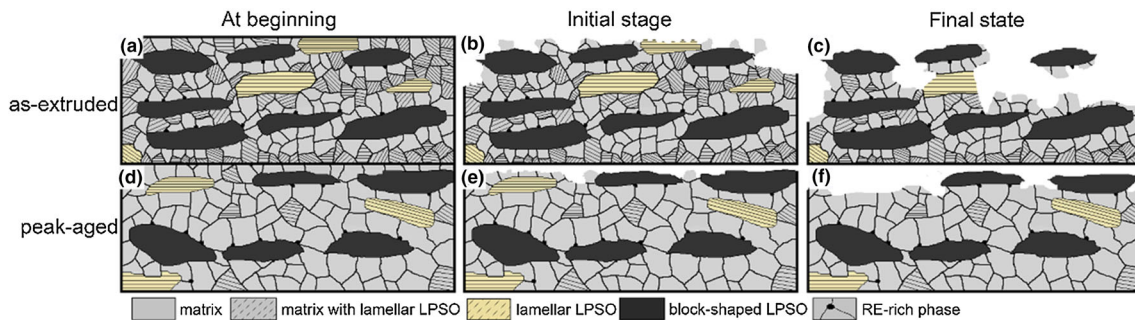 At beginning Initial stage Final state
as-extruded (a) (b) (c)
peak-aged (d) (e) (f)
matrix matrix with lamellar LPSO lamellar LPSO block-shaped LPSO RE-rich phase